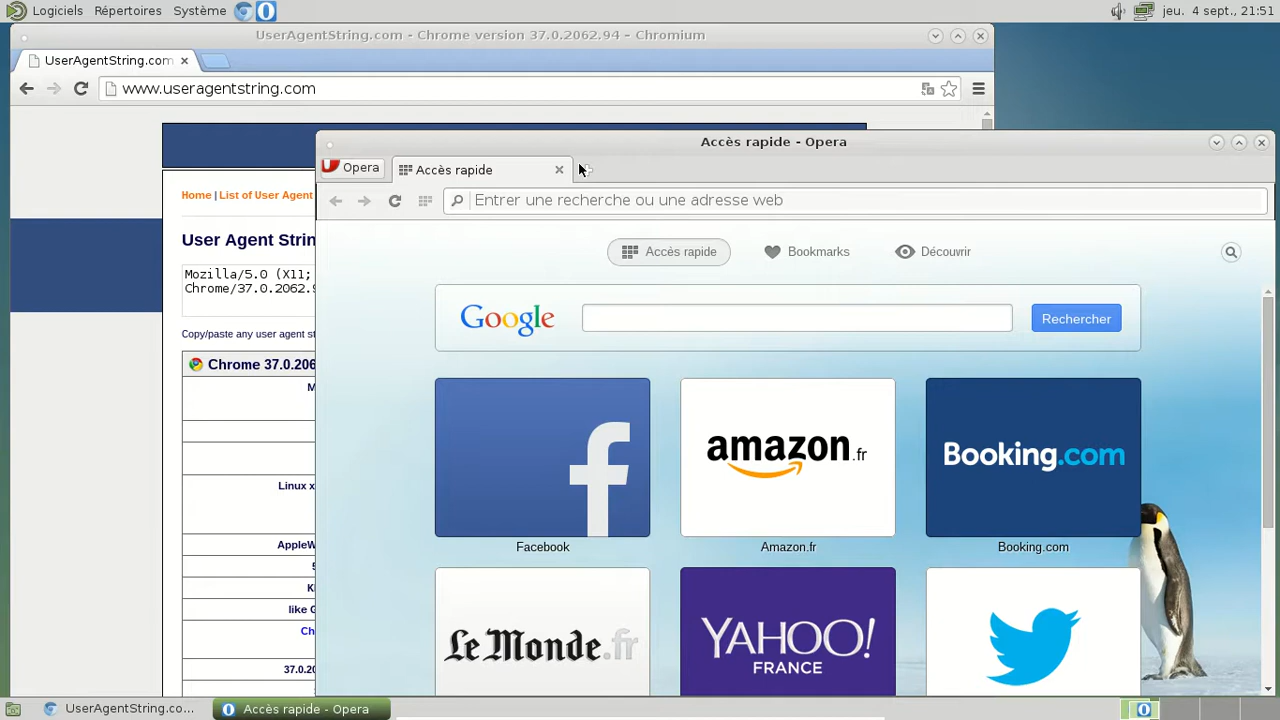 Logiciels Répertoires Système jeu. 4 sept., 21:51
UserAgentString.com - Chrome version 37.0.2062.94 - Chromium
UserAgentString.com
www.useragentstring.com
Home | List of User Agent
User Agent Strin
Mozilla/5.0 (X11;
Chrome/37.0.2062.9
Copy/paste any user agent st
Chrome 37.0.206
M
Linux x
AppleW
5
K
like G
Ch
37.0.20
Accès rapide - Opera
Opera Accès rapide
Entrer une recherche ou une adresse web
Accès rapide Bookmarks Découvrir
Google Rechercher
amazon.fr
Booking.com
Facebook Amazon.fr Booking.com
Le Monde.fr
YAHOO!
FRANCE
UserAgentString.co... Accès rapide - Opera